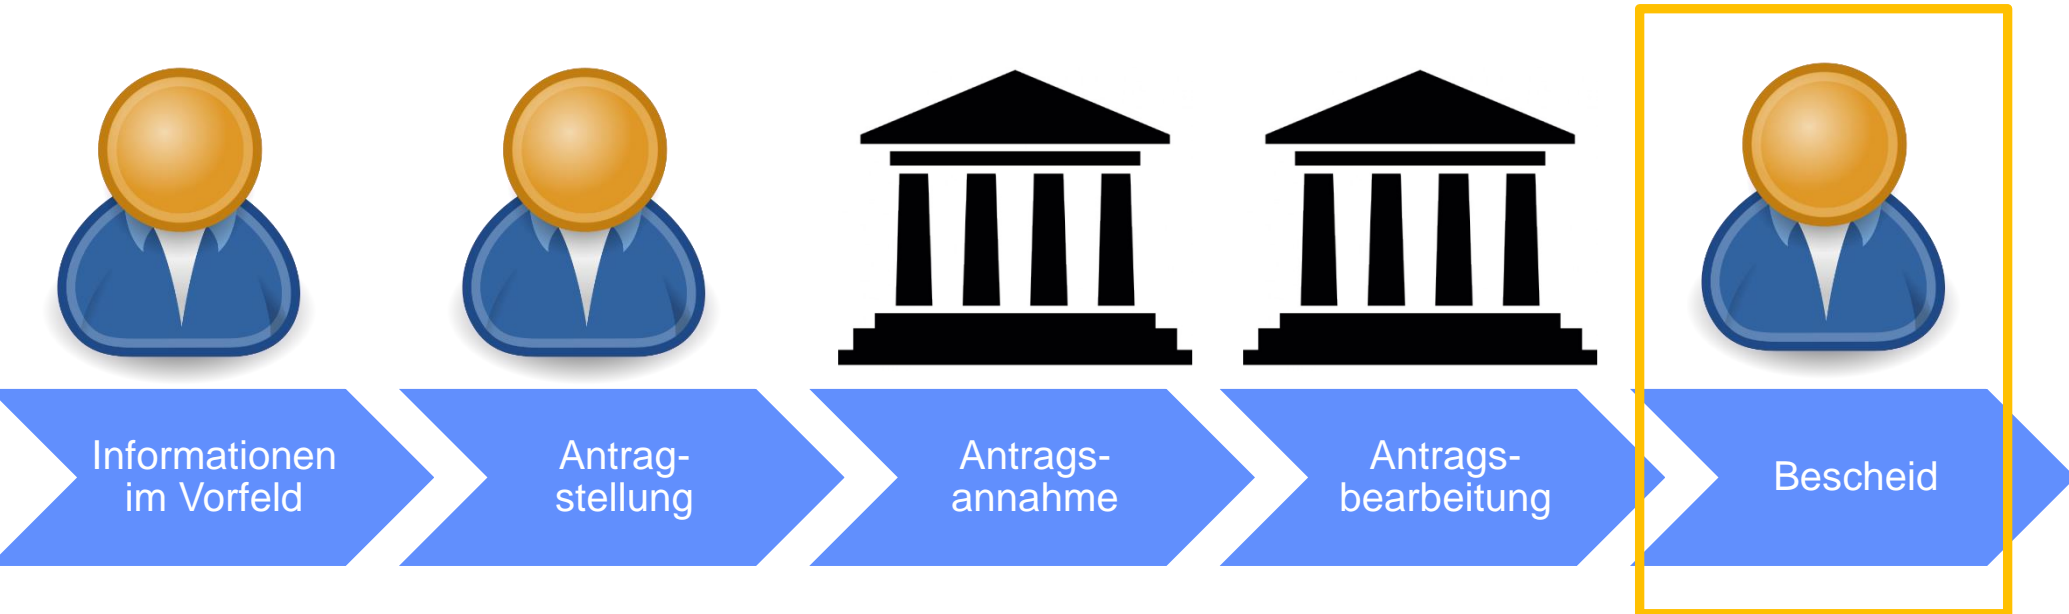 Informationen
im Vorfeld
Antrag-
stellung
Antrags-
annahme
Antrags-
bearbeitung
Bescheid